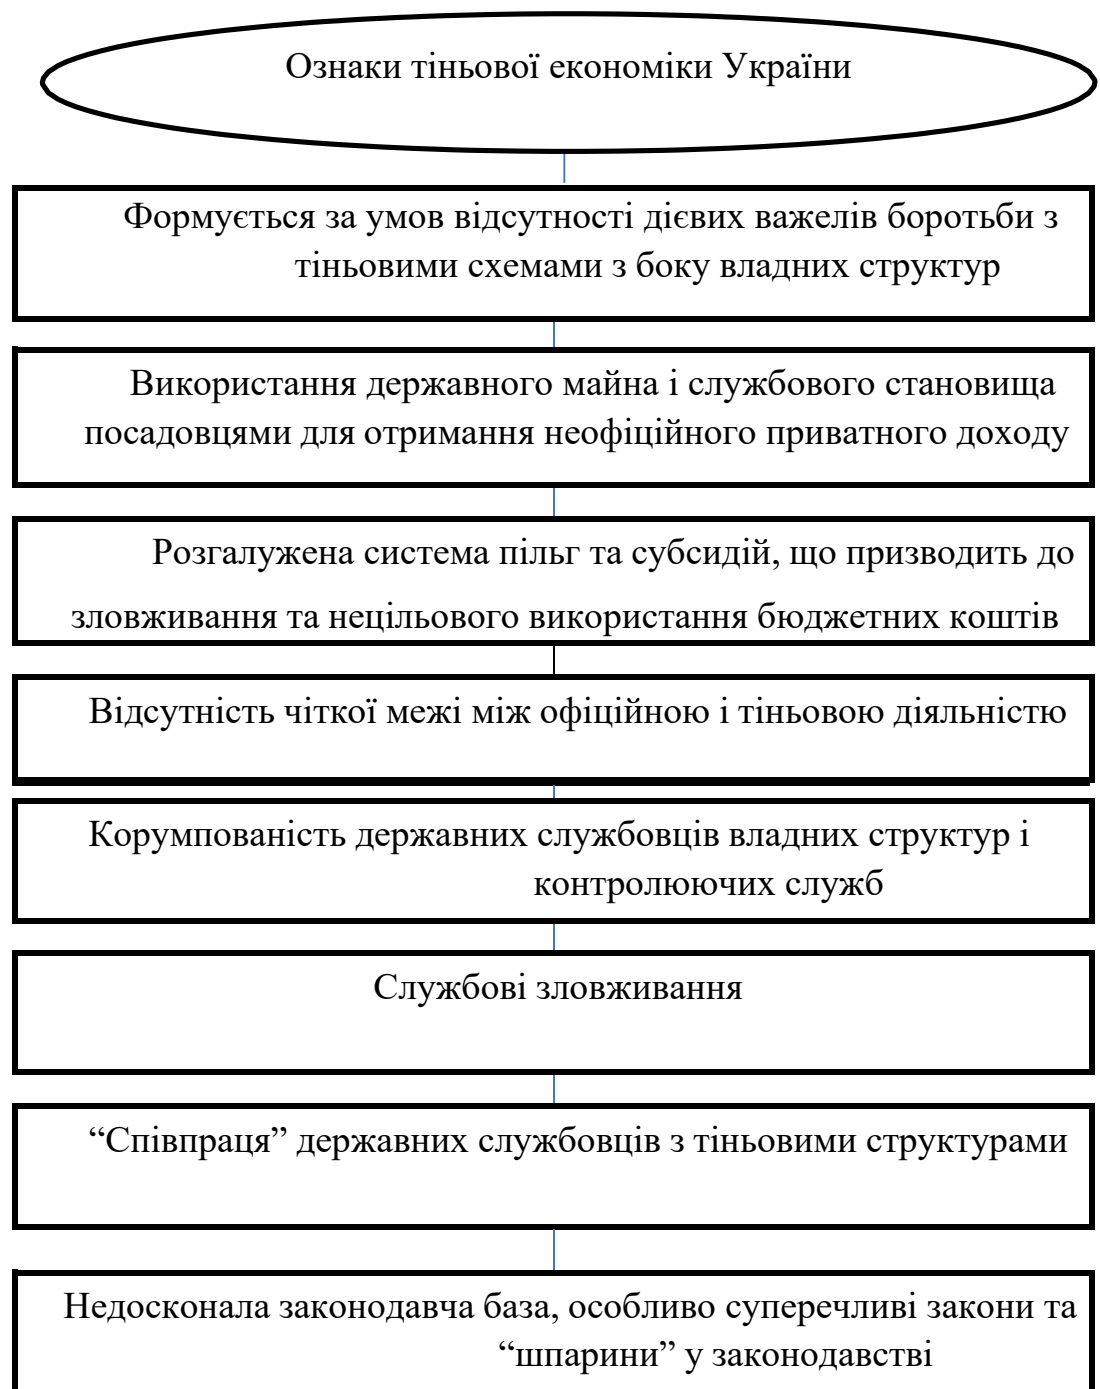 Ознаки тіньової економіки України
Формується за умов відсутності дієвих важелів боротьби з
тіньовими схемами з боку владних структур
Використання державного майна і службового становища
посадовцями для отримання неофіційного приватного доходу
Розгалужена система пільг та субсидій, що призводить до
зловживання та нецільового використання бюджетних коштів
Відсутність чіткої межі між офіційною і тіньовою діяльністю
Корумпованість державних службовців владних структур і
контролюючих служб
Службові зловживання
“Співпраця” державних службовців з тіньовими структурами
Недосконала законодавча база, особливо суперечливі закони та
“шпарини” у законодавстві